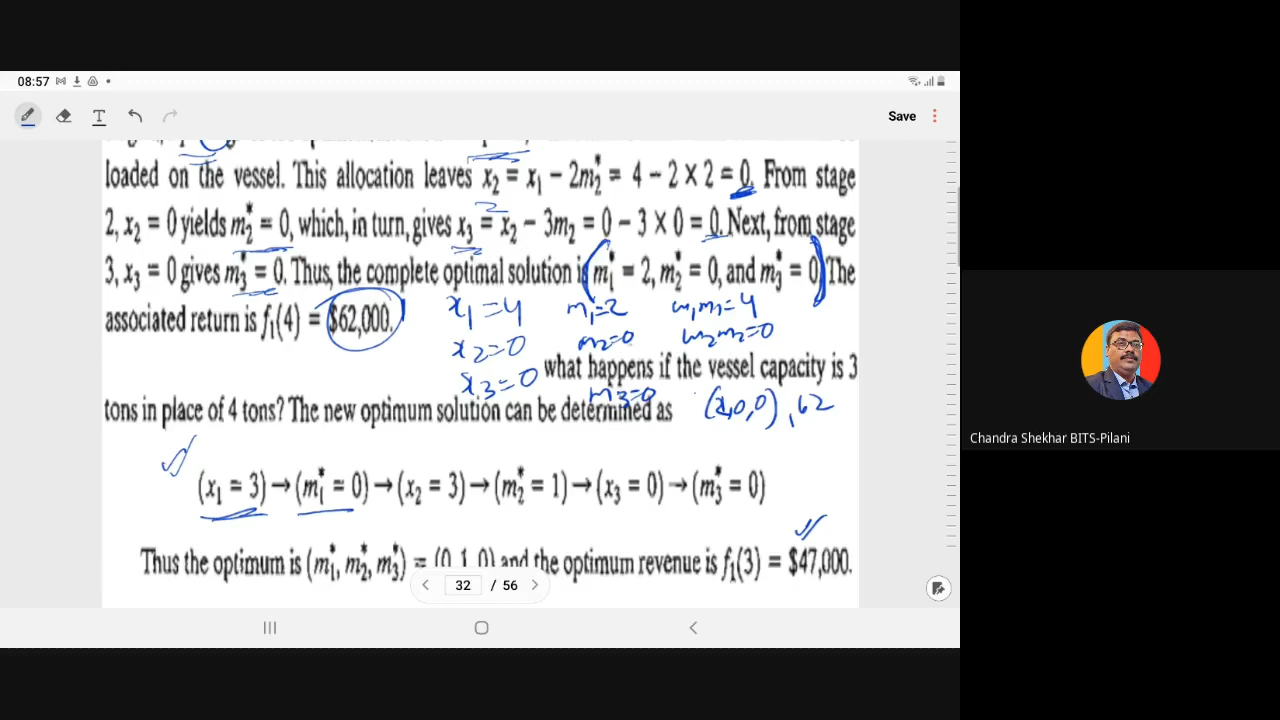 08:57
Save
loaded on the vessel. This allocation leaves x₂ = x₁ − 2m₂* = 4 − 2 × 2 = 0. From stage
2, x₂ = 0 yields m₂* = 0, which, in turn, gives x₃ = x₂ − 3m₂ = 0 − 3 × 0 = 0. Next, from stage
2
3, x₃ = 0 gives m₃* = 0. Thus, the complete optimal solution is (m₁* = 2, m₂* = 0, and m₃* = 0) The
associated return is f₁(4) = $62,000.
x₁ = 4 m₁=2 w₁m₁=4
x₂=0 m₂=0 w₂m₂=0
x₃=0 m₃=0
what happens if the vessel capacity is 3
tons in place of 4 tons? The new optimum solution can be determined as
(2,0,0), 62
(x₁ = 3) → (m₁* = 0) → (x₂ = 3) → (m₂* = 1) → (x₃ = 0) → (m₃* = 0)
Thus the optimum is (m₁*, m₂*, m₃*) = (0, 1, 0) and the optimum revenue is f₁(3) = $47,000.
32 / 56
Chandra Shekhar BITS-Pilani